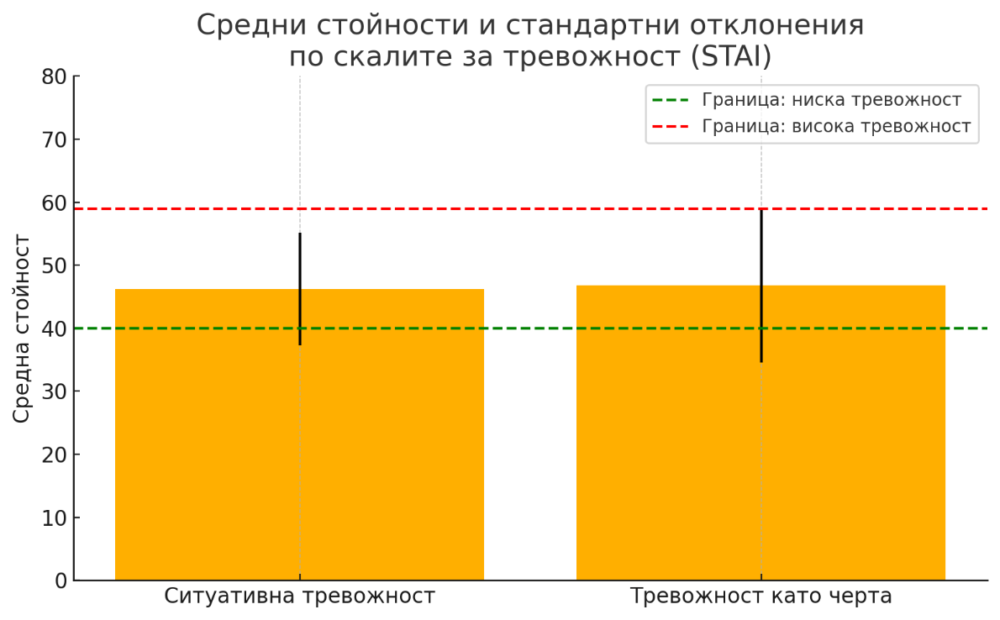 Средни стойности и стандартни отклонения
по скалите за тревожност (STAI)
Граница: ниска тревожност
Граница: висока тревожност
Средна стойност
80
70
60
50
40
30
20
10
0
Ситуативна тревожност
Тревожност като черта